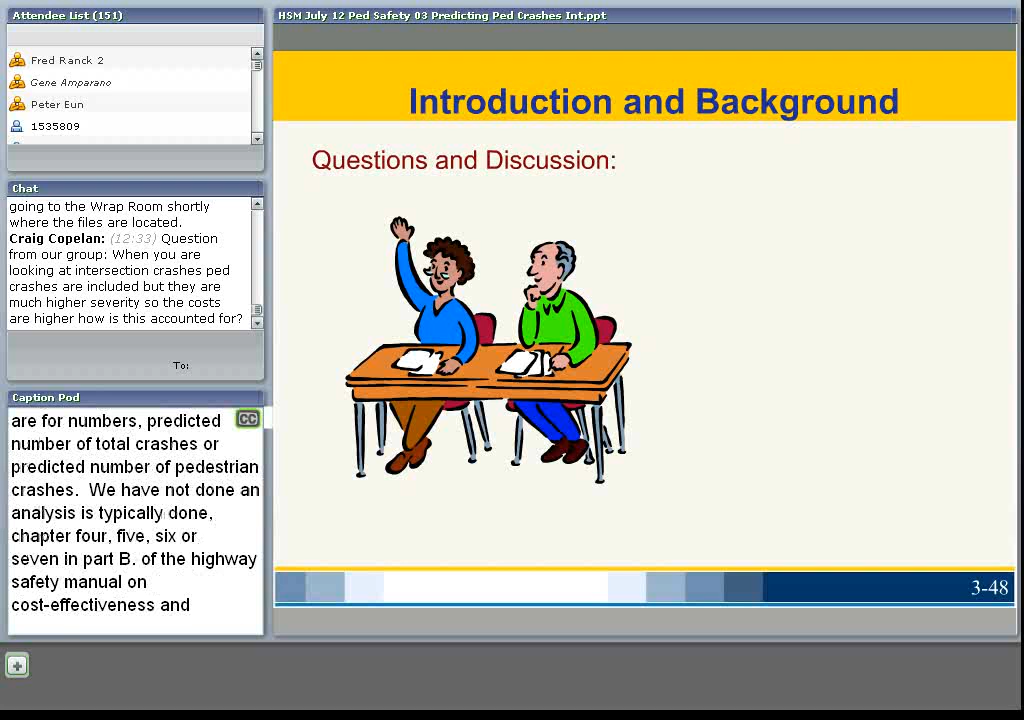 Attendee List (151)
Fred Ranck 2
Gene Amparano
Peter Eun
1535809
Chat
going to the Wrap Room shortly
where the files are located.
Craig Copelan: (12:33) Question
from our group: When you are
looking at intersection crashes ped
crashes are included but they are
much higher severity so the costs
are higher how is this accounted for?
To:
Caption Pod
CC
are for numbers, predicted
number of total crashes or
predicted number of pedestrian
crashes. We have not done an
analysis is typically done,
chapter four, five, six or
seven in part B. of the highway
safety manual on
cost-effectiveness and
HSM July 12 Ped Safety 03 Predicting Ped Crashes Int.ppt
Introduction and Background
Questions and Discussion:
3-48